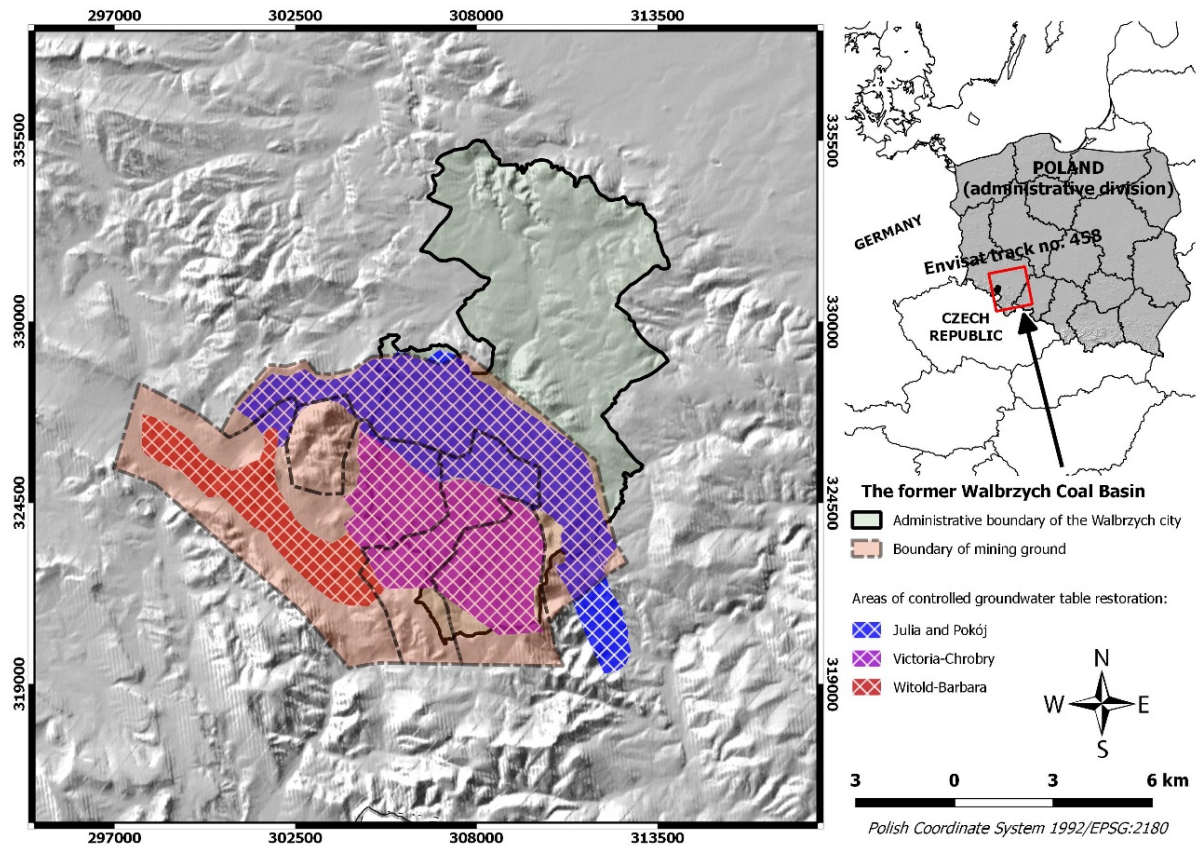 297000
302500
308000
313500
335500
335500
330000
330000
324500
324500
319000
319000
297000
302500
308000
313500
POLAND
(administrative division)
GERMANY
Envisat track no. 458
CZECH
REPUBLIC
The former Walbrzych Coal Basin
Administrative boundary of the Walbrzych city
Boundary of mining ground
Areas of controlled groundwater table restoration:
Julia and Pokój
Victoria-Chrobry
Witold-Barbara
N
W
E
S
3
0
3
6 km
Polish Coordinate System 1992/EPSG:2180